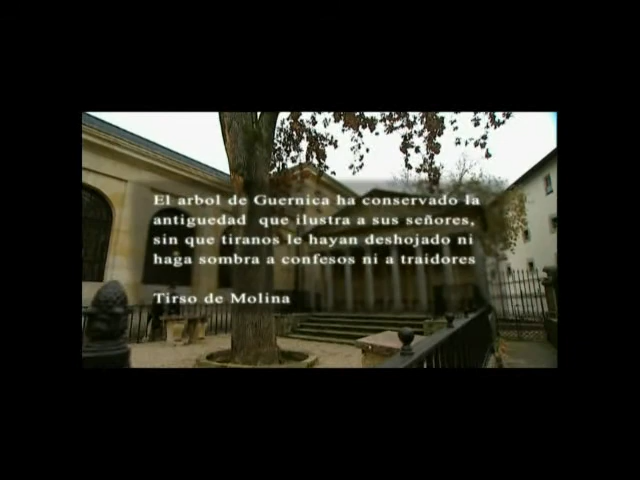 El arbol de Guernica ha conservado la
antiguedad que ilustra a sus señores,
sin que tiranos le hayan deshojado ni
haga sombra a confesos ni a traidores
Tirso de Molina